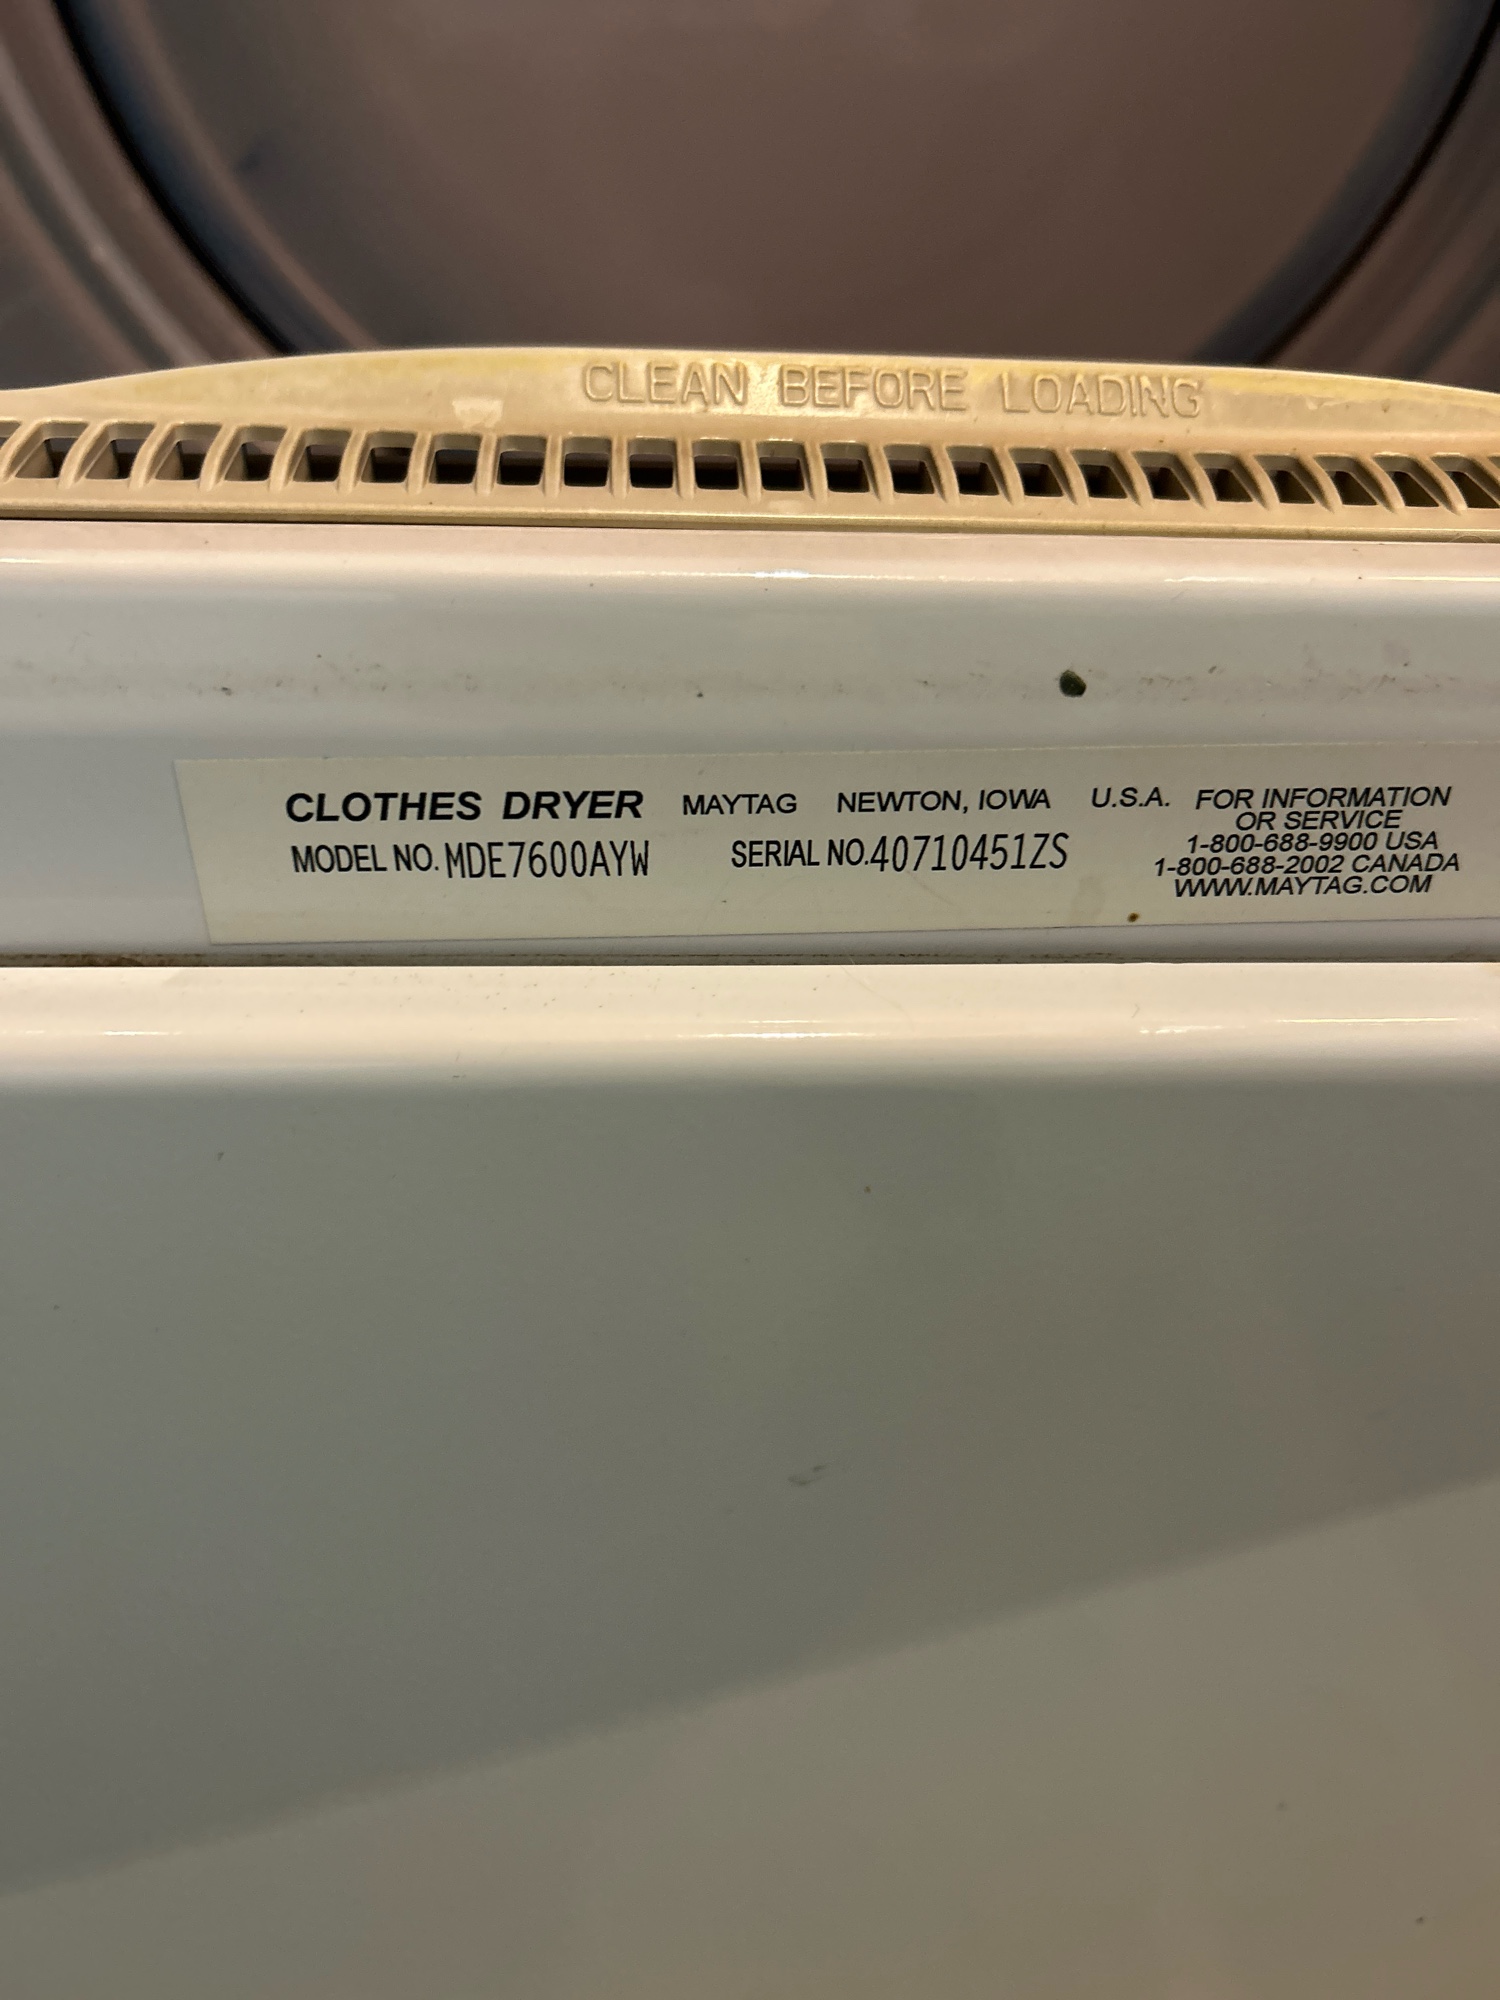 CLEAN BEFORE LOADING
CLOTHES DRYER MAYTAG NEWTON, IOWA U.S.A.
MODEL NO. MDE7600AYW SERIAL NO. 40710451ZS
FOR INFORMATION
OR SERVICE
1-800-688-9900 USA
1-800-688-2002 CANADA
WWW.MAYTAG.COM